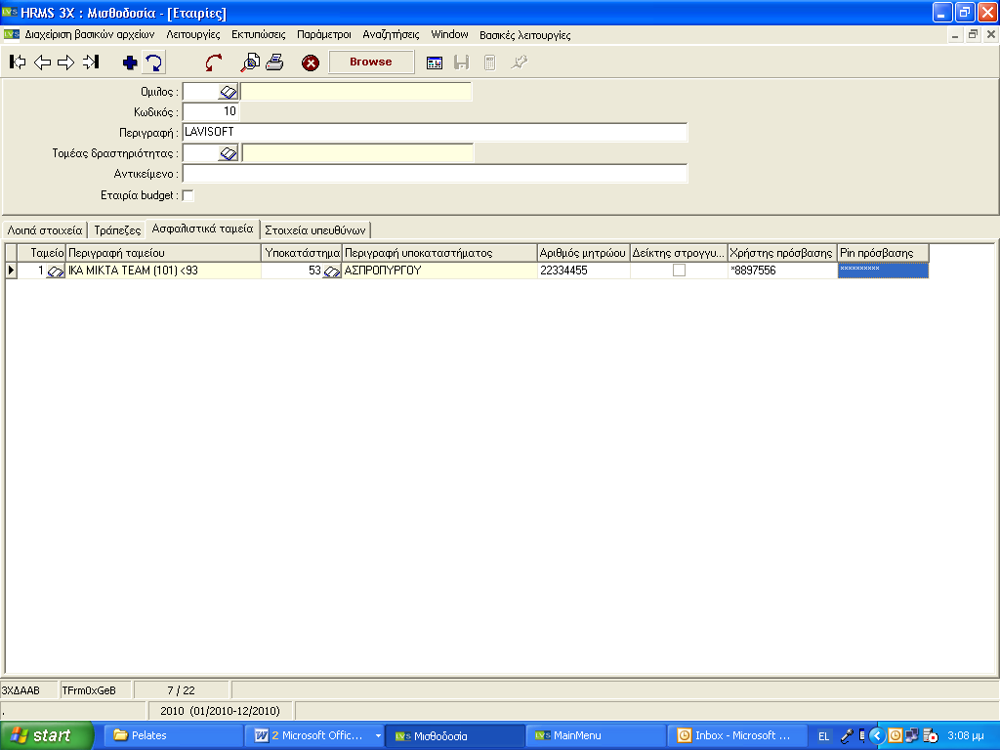 HRMS 3X : Μισθοδοσία - [Εταιρίες]
Διαχείριση βασικών αρχείων Λειτουργίες Εκτυπώσεις Παράμετροι Αναζητήσεις Window Βασικές λειτουργίες
Browse
Ομιλος :
Κωδικός : 10
Περιγραφή : LAVISOFT
Τομέας δραστηριότητας :
Αντικείμενο :
Εταιρία budget :
Λοιπά στοιχεία Τράπεζες Ασφαλιστικά ταμεία Στοιχεία υπευθύνων
Ταμείο Περιγραφή ταμείου Υποκατάστημα Περιγραφή υποκαταστήματος Αριθμός μητρώου Δείκτης στρογγυ... Χρήστης πρόσβασης Pin πρόσβασης
1 ΙΚΑ ΜΙΚΤΑ ΤΕΑΜ (101) <93 53 ΑΣΠΡΟΠΥΡΓΟΥ 22334455 *8897556 **********
3ΧΔΑΑΒ TFrm0xGeB 7 / 22
. 2010 (01/2010-12/2010)
start Pelates 2 Microsoft Offic... Μισθοδοσία MainMenu Inbox - Microsoft ... EL 3:08 μμ